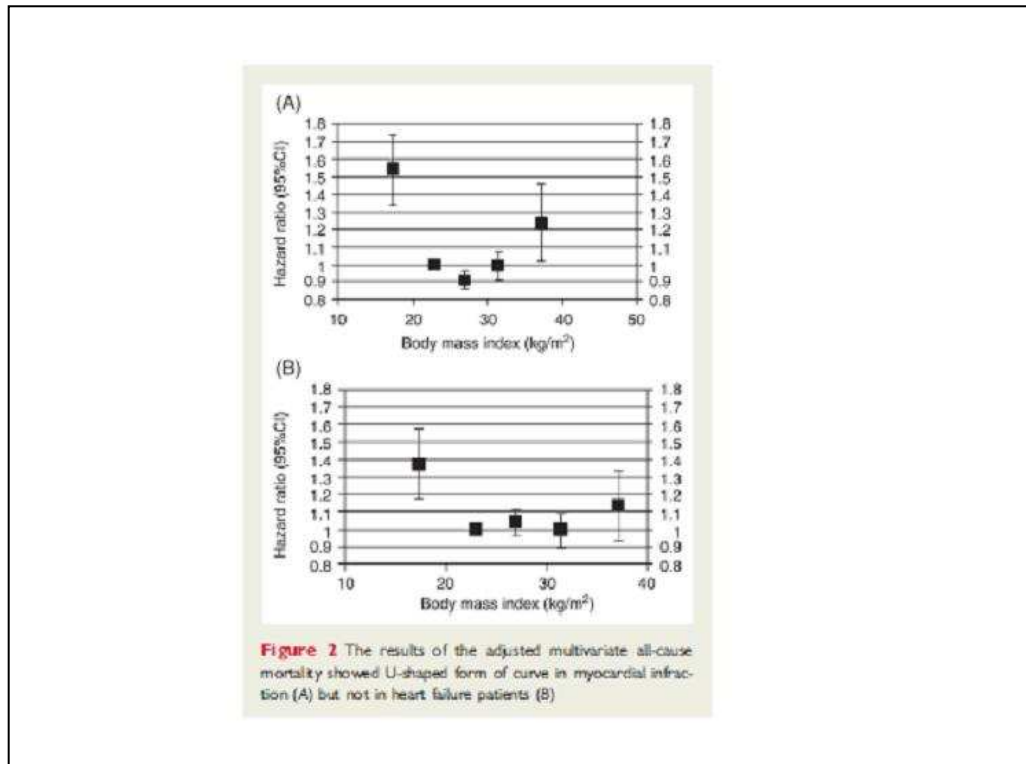 (A)
Hazard ratio (95%CI)
1.8 1.8
1.7 1.7
1.6 1.6
1.5 1.5
1.4 1.4
1.3 1.3
1.2 1.2
1.1 1.1
1 1
0.9 0.9
0.8 0.8
10 20 30 40 50
Body mass index (kg/m²)
(B)
Hazard ratio (95%CI)
1.8 1.8
1.7 1.7
1.6 1.6
1.5 1.5
1.4 1.4
1.3 1.3
1.2 1.2
1.1 1.1
1 1
0.9 0.9
0.8 0.8
10 20 30 40
Body mass index (kg/m²)
Figure 2 The results of the adjusted multivariate all-cause
mortality showed U-shaped form of curve in myocardial infrac-
tion (A) but not in heart failure patients (B)